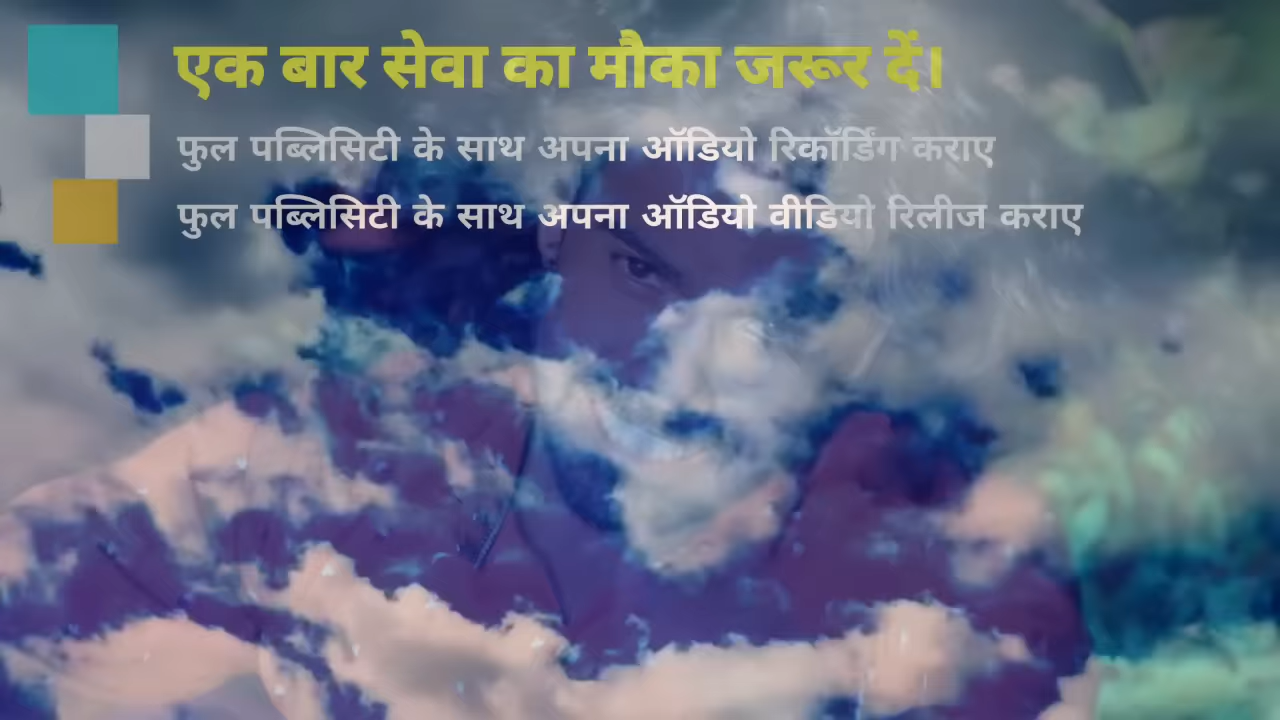 एक बार सेवा का मौका जरूर दें।
फुल पब्लिसिटी के साथ अपना ऑडियो रिकॉर्डिंग कराए
फुल पब्लिसिटी के साथ अपना ऑडियो वीडियो रिलीज कराए